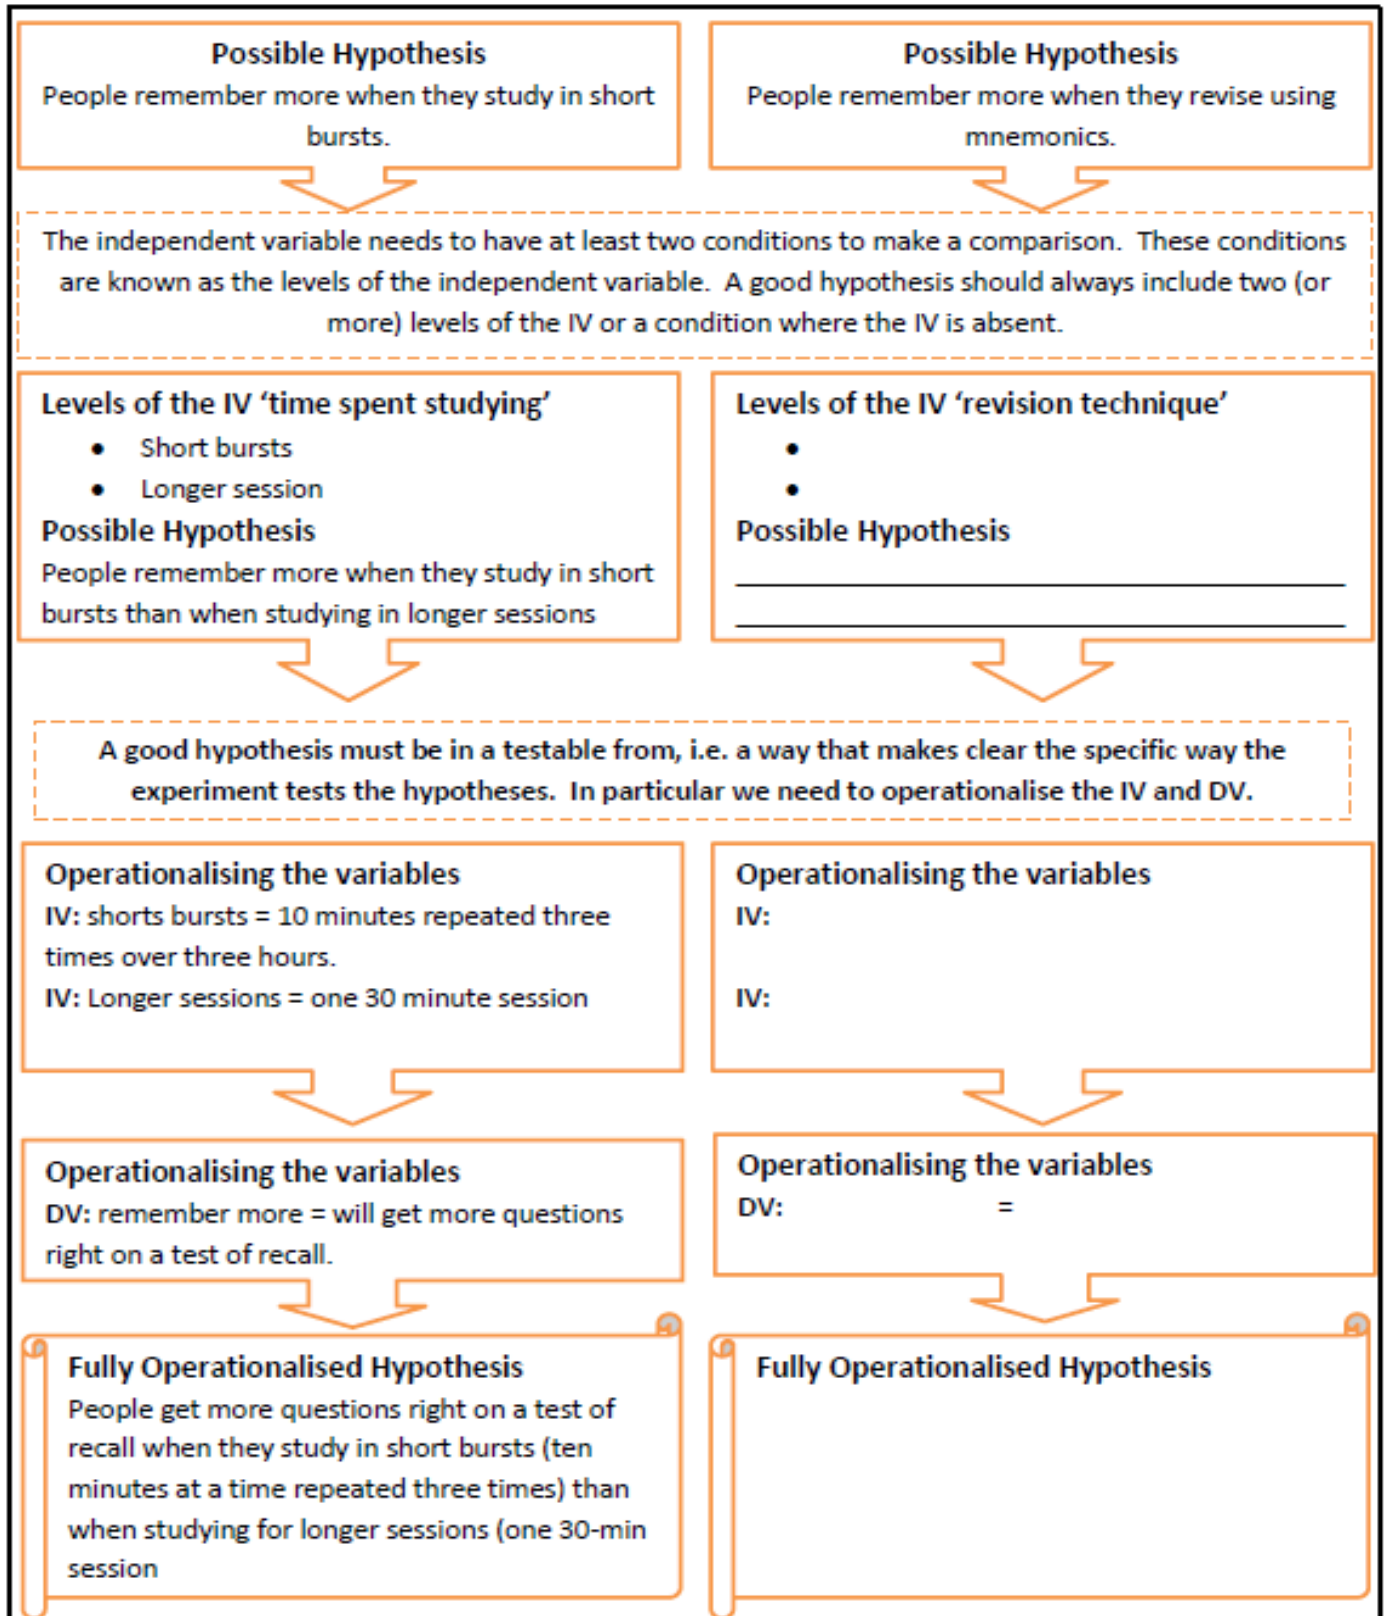 Possible Hypothesis
People remember more when they study in short
bursts.
Possible Hypothesis
People remember more when they revise using
mnemonics.
The independent variable needs to have at least two conditions to make a comparison. These conditions
are known as the levels of the independent variable. A good hypothesis should always include two (or
more) levels of the IV or a condition where the IV is absent.
Levels of the IV ‘time spent studying’
• Short bursts
• Longer session
Possible Hypothesis
People remember more when they study in short
bursts than when studying in longer sessions
Levels of the IV ‘revision technique’
•
•
Possible Hypothesis
A good hypothesis must be in a testable from, i.e. a way that makes clear the specific way the
experiment tests the hypotheses. In particular we need to operationalise the IV and DV.
Operationalising the variables
IV: shorts bursts = 10 minutes repeated three
times over three hours.
IV: Longer sessions = one 30 minute session
Operationalising the variables
IV:
IV:
Operationalising the variables
DV: remember more = will get more questions
right on a test of recall.
Operationalising the variables
DV: =
Fully Operationalised Hypothesis
People get more questions right on a test of
recall when they study in short bursts (ten
minutes at a time repeated three times) than
when studying for longer sessions (one 30-min
session
Fully Operationalised Hypothesis